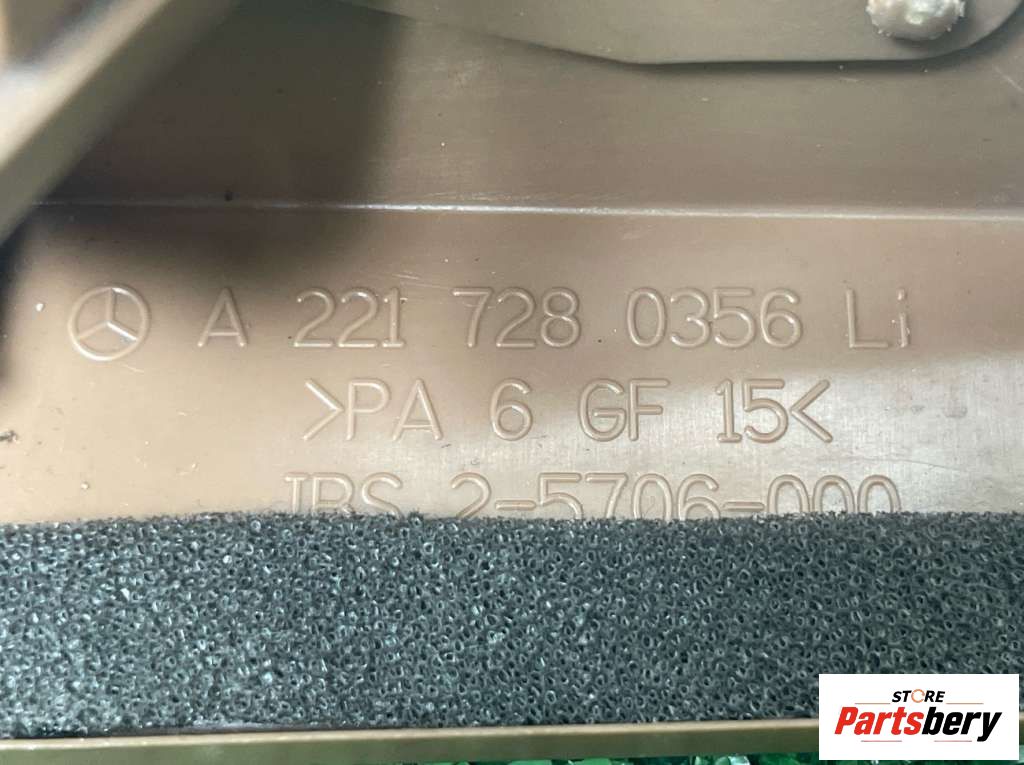 A 221 728 0356 Li
>PA 6 GF 15<
2-5706-000
STORE
Partsbery